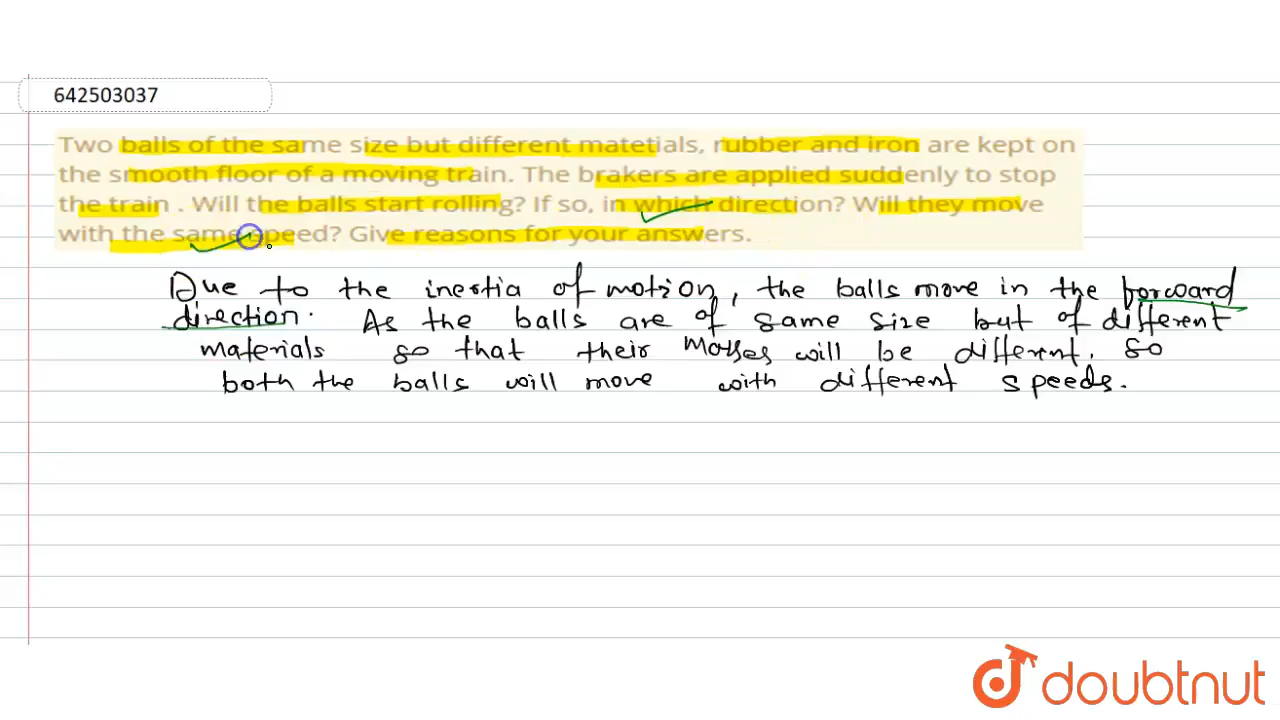 642503037
Two balls of the same size but different matetials, rubber and iron are kept on
the smooth floor of a moving train. The brakers are applied suddenly to stop
the train . Will the balls start rolling? If so, in which direction? Will they move
with the same speed? Give reasons for your answers.
Due to the inertia of motion, the balls move in the forward
direction. As the balls are of same size but of different
materials so that their masses will be different. so
both the balls will move with different speeds.
doubtnut